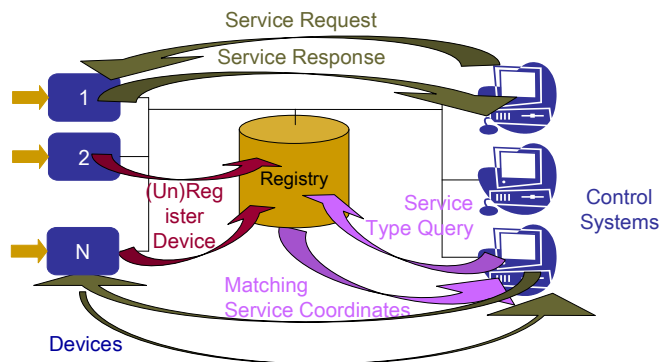 Service Request
Service Response
1
2
(Un)Reg
ister
Device
Registry
Service
Type Query
Control
Systems
N
Matching
Service Coordinates
Devices